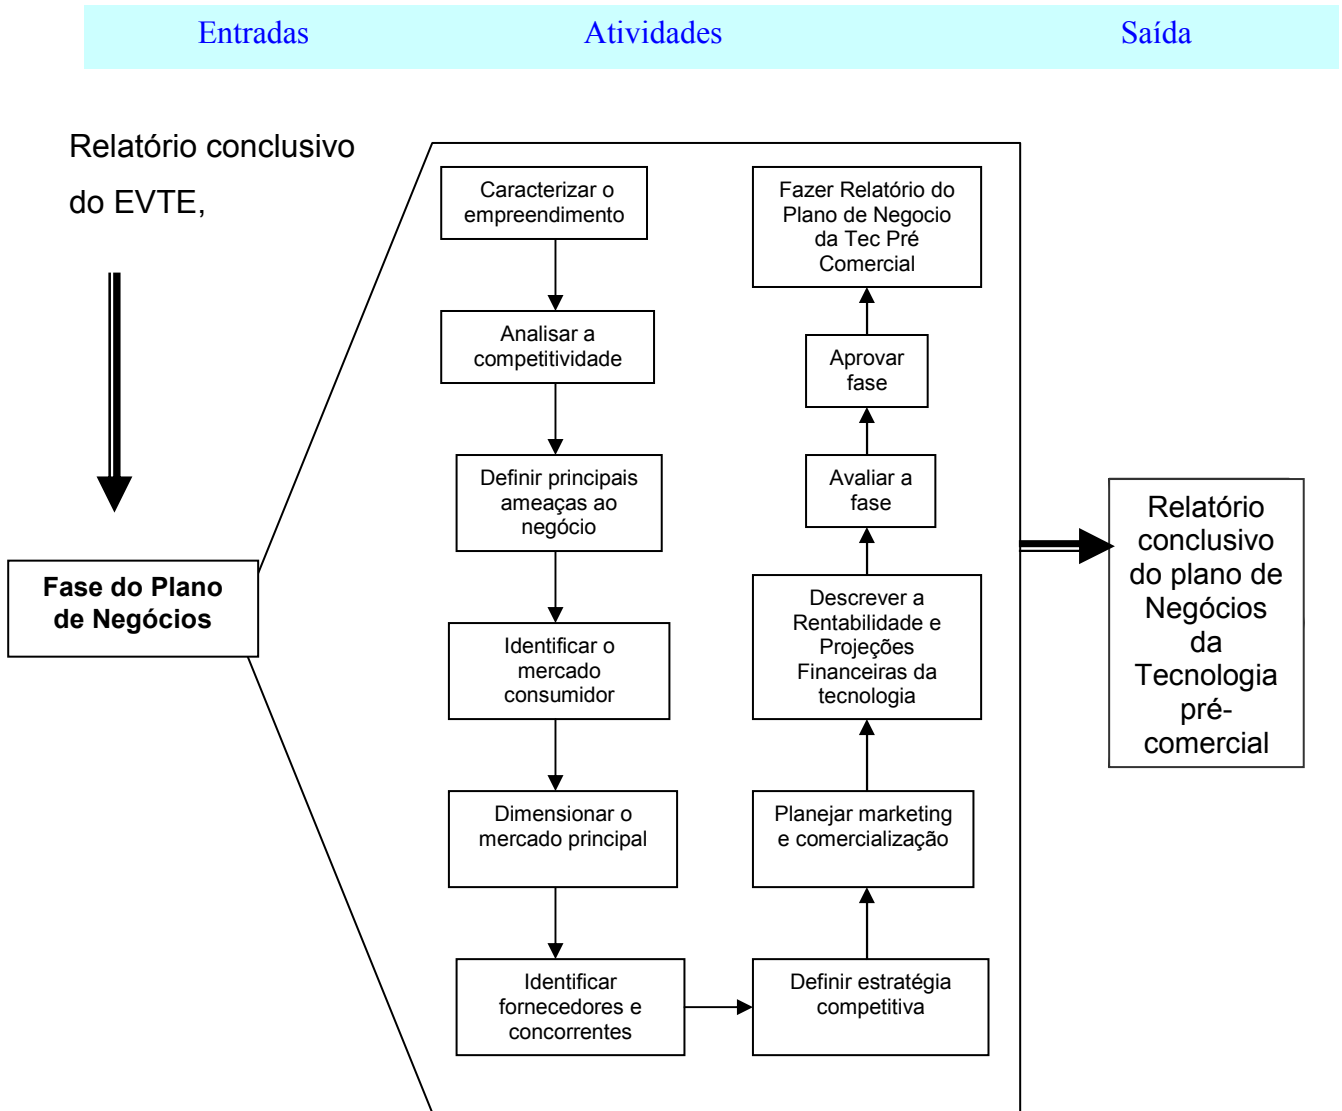 Entradas
Atividades
Saída
Relatório conclusivo
do EVTE,
Fase do Plano
de Negócios
Caracterizar o
empreendimento
Analisar a
competitividade
Definir principais
ameaças ao
negócio
Identificar o
mercado
consumidor
Dimensionar o
mercado principal
Identificar
fornecedores e
concorrentes
Definir estratégia
competitiva
Planejar marketing
e comercialização
Descrever a
Rentabilidade e
Projeções
Financeiras da
tecnologia
Avaliar a
fase
Aprovar
fase
Fazer Relatório do
Plano de Negocio
da Tec Pré
Comercial
Relatório
conclusivo
do plano de
Negócios
da
Tecnologia
pré-
comercial